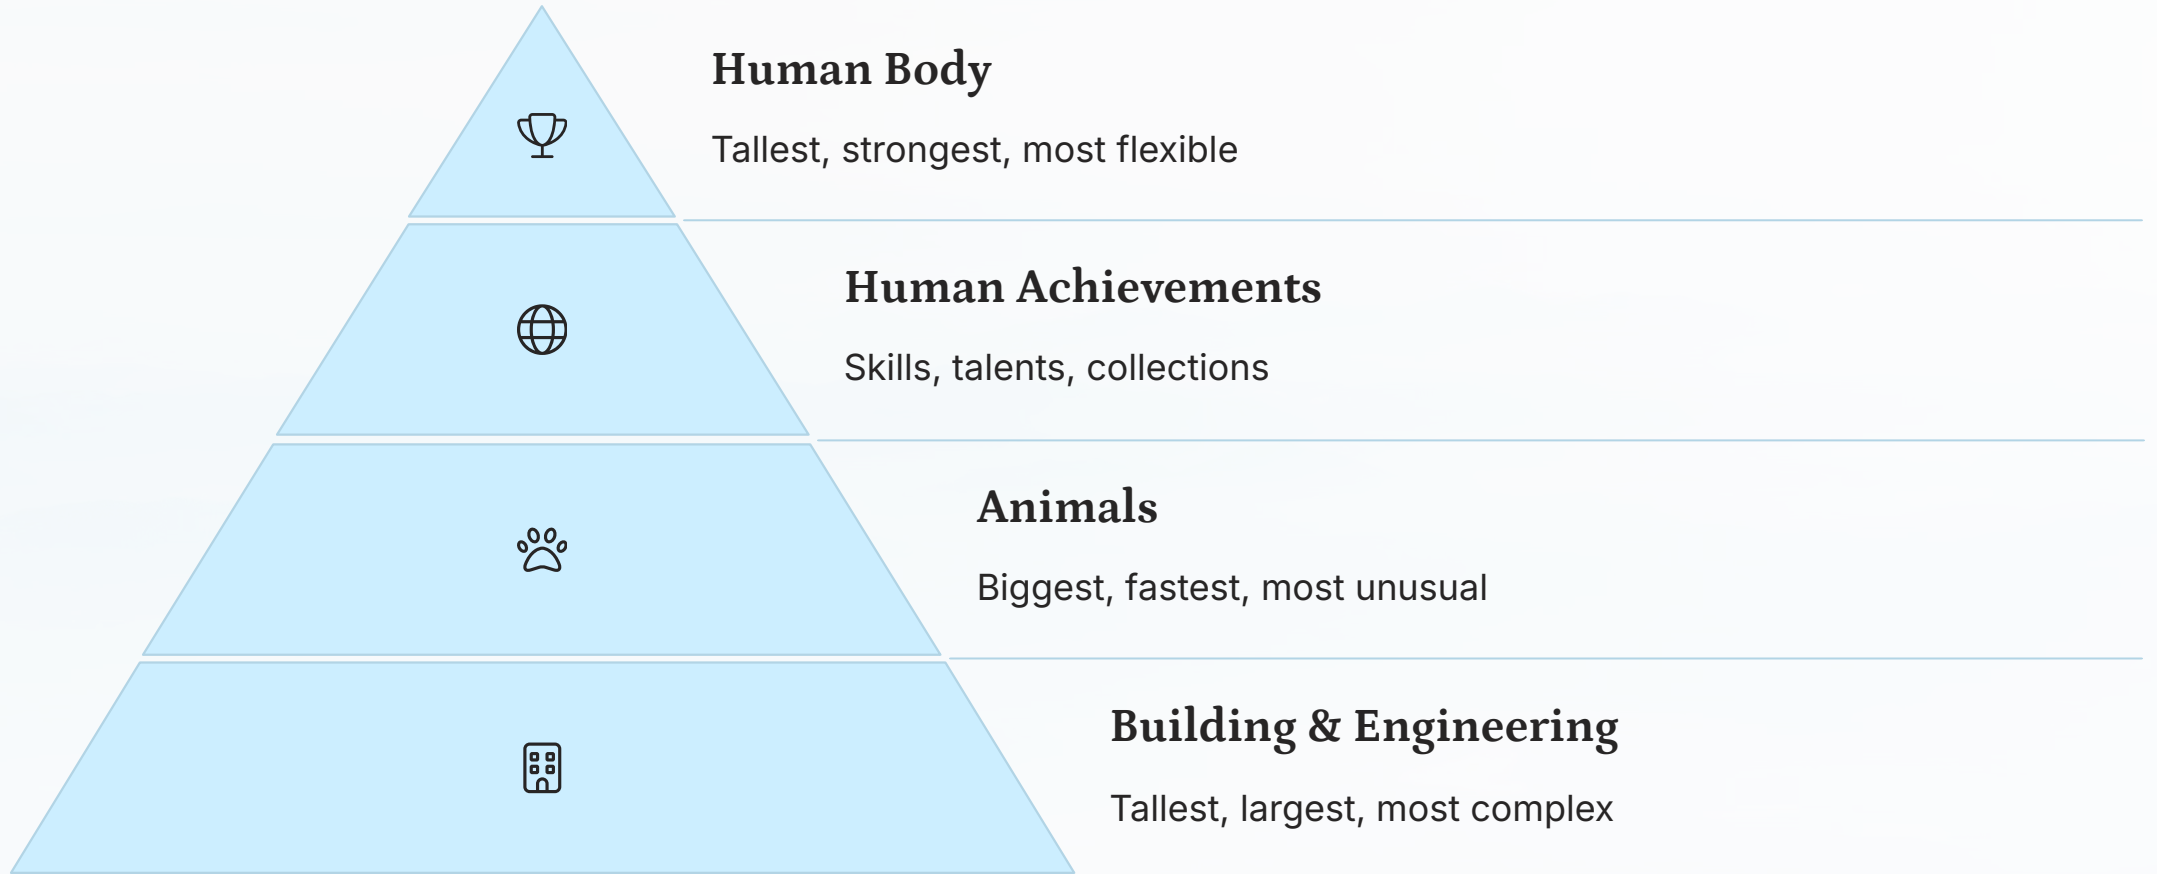 Human Body
Tallest, strongest, most flexible
Human Achievements
Skills, talents, collections
Animals
Biggest, fastest, most unusual
Building & Engineering
Tallest, largest, most complex